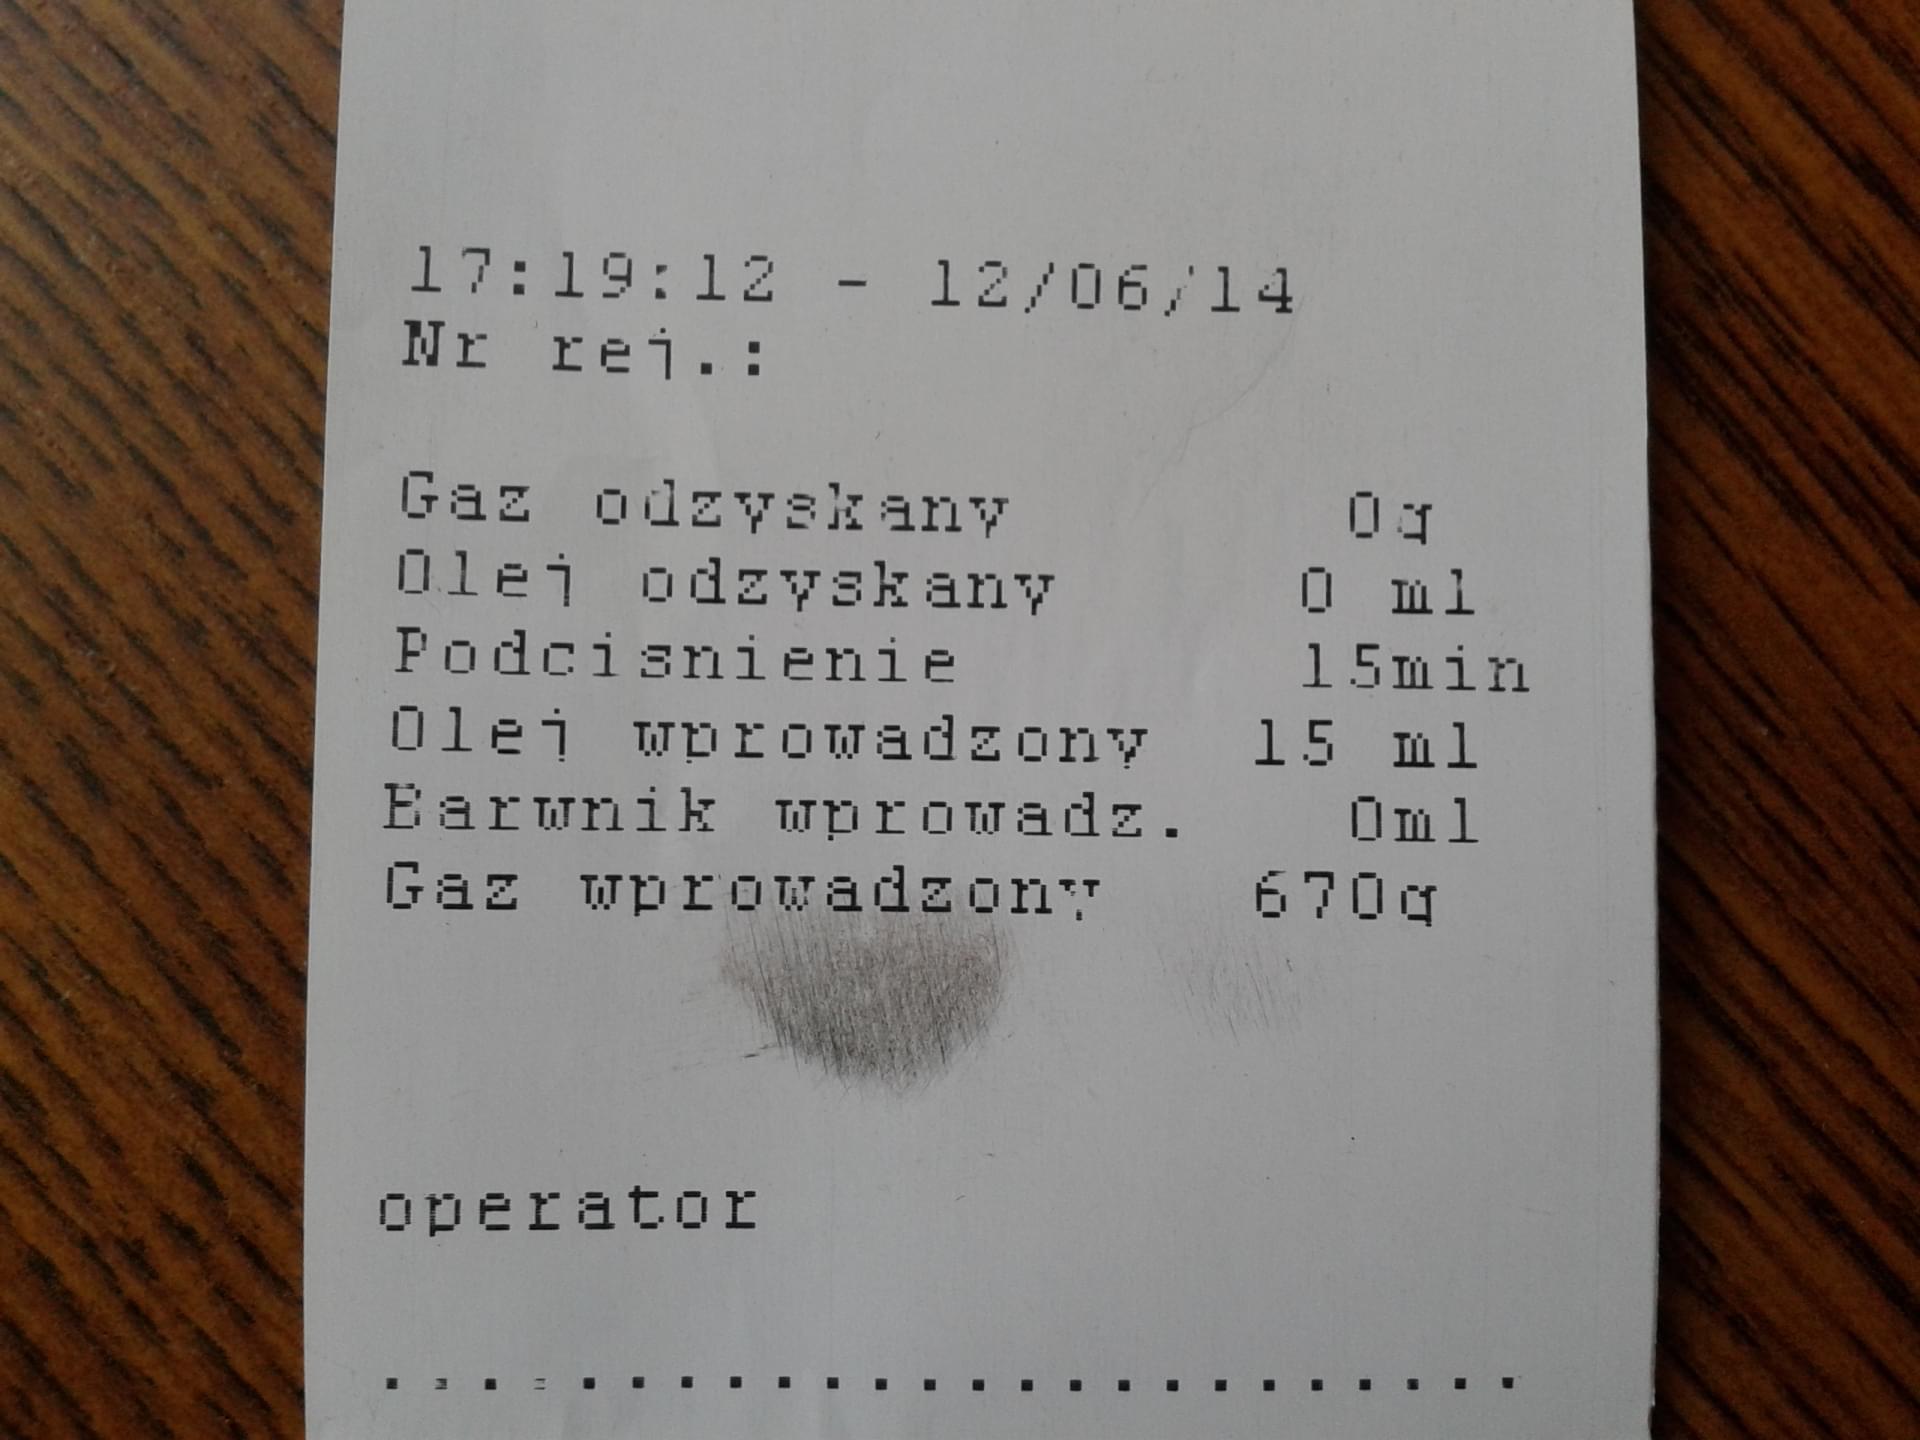 17:19:12 - 12/06/14
Nr rej.:
Gaz odzyskany 0g
Olej odzyskany 0 ml
Podcisnienie 15min
Olej wprowadzony 15 ml
Barwnik wprowadz. 0ml
Gaz wprowadzony 670g
operator
........................